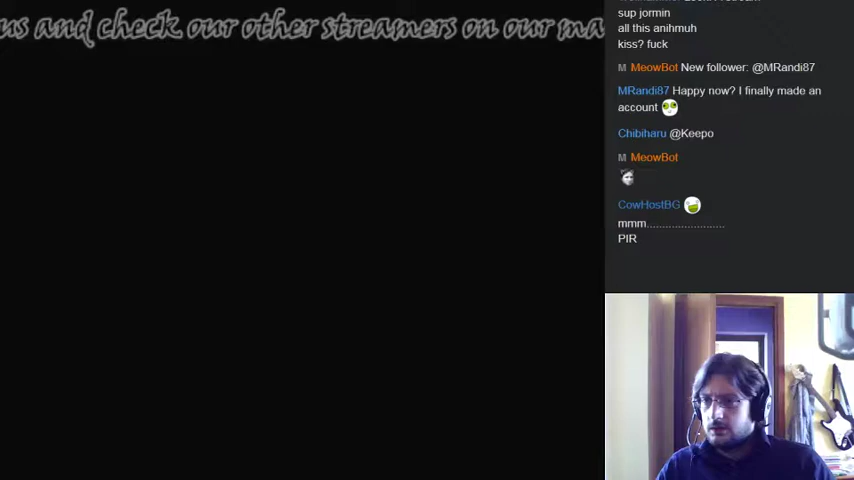 us and check our other streamers on our ma
sup jormin
all this anihmuh
kiss? fuck
M MeowBot New follower: @MRandi87
MRandi87 Happy now? I finally made an
account
Chibiharu @Keepo
M MeowBot
CowHostBG
mmm........................
PIR